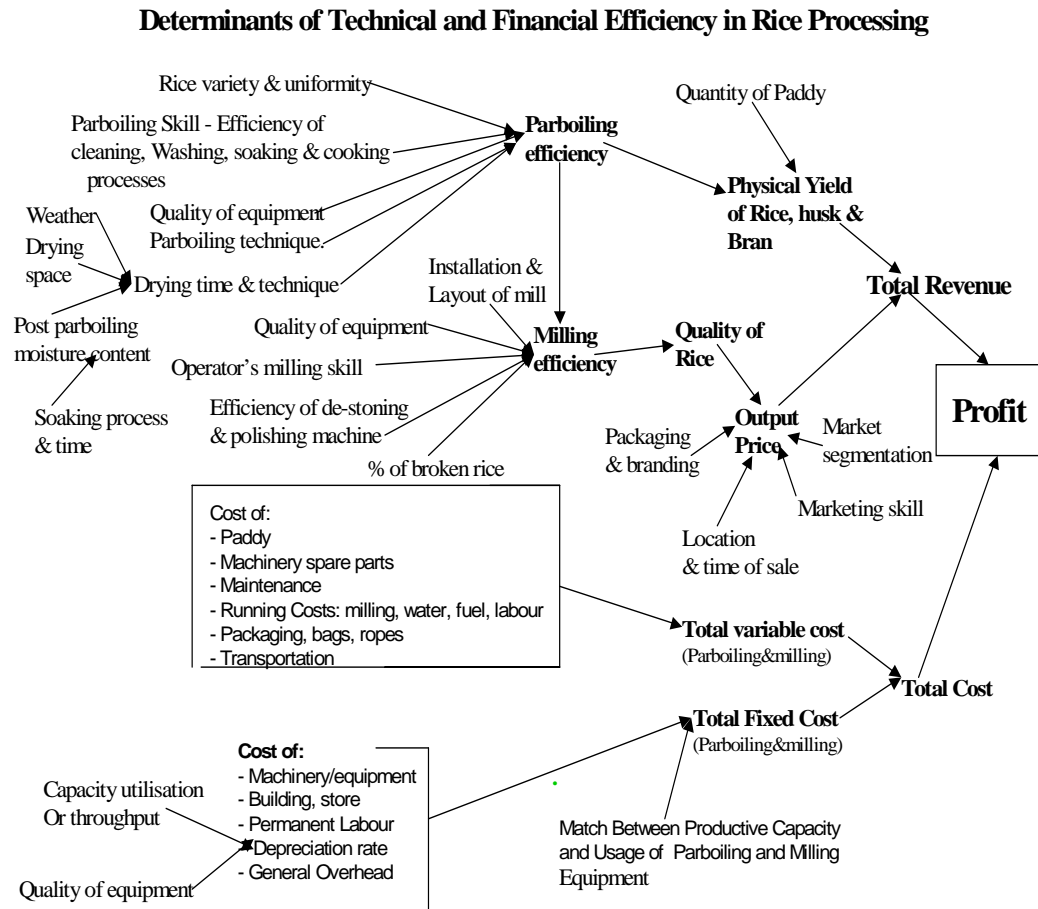 Determinants of Technical and Financial Efficiency in Rice Processing
Rice variety & uniformity
Quantity of Paddy
Parboiling Skill - Efficiency of
cleaning, Washing, soaking & cooking
processes
Parboiling
efficiency
Physical Yield
of Rice, husk &
Bran
Weather
Drying
space
Quality of equipment
Parboiling technique.
Drying time & technique
Installation &
Layout of mill
Total Revenue
Post parboiling
moisture content
Quality of equipment
Milling
efficiency
Quality of
Rice
Operator's milling skill
Profit
Soaking process
& time
Efficiency of de-stoning
& polishing machine
Output
Price
Packaging
& branding
Market
segmentation
% of broken rice
Marketing skill
Location
& time of sale
Cost of:
- Paddy
- Machinery spare parts
- Maintenance
- Running Costs: milling, water, fuel, labour
- Packaging, bags, ropes
- Transportation
Total variable cost
(Parboiling&milling)
Total Cost
Total Fixed Cost
(Parboiling&milling)
Cost of:
- Machinery/equipment
- Building, store
- Permanent Labour
- Depreciation rate
- General Overhead
Capacity utilisation
Or throughput
Quality of equipment
Match Between Productive Capacity
and Usage of Parboiling and Milling
Equipment